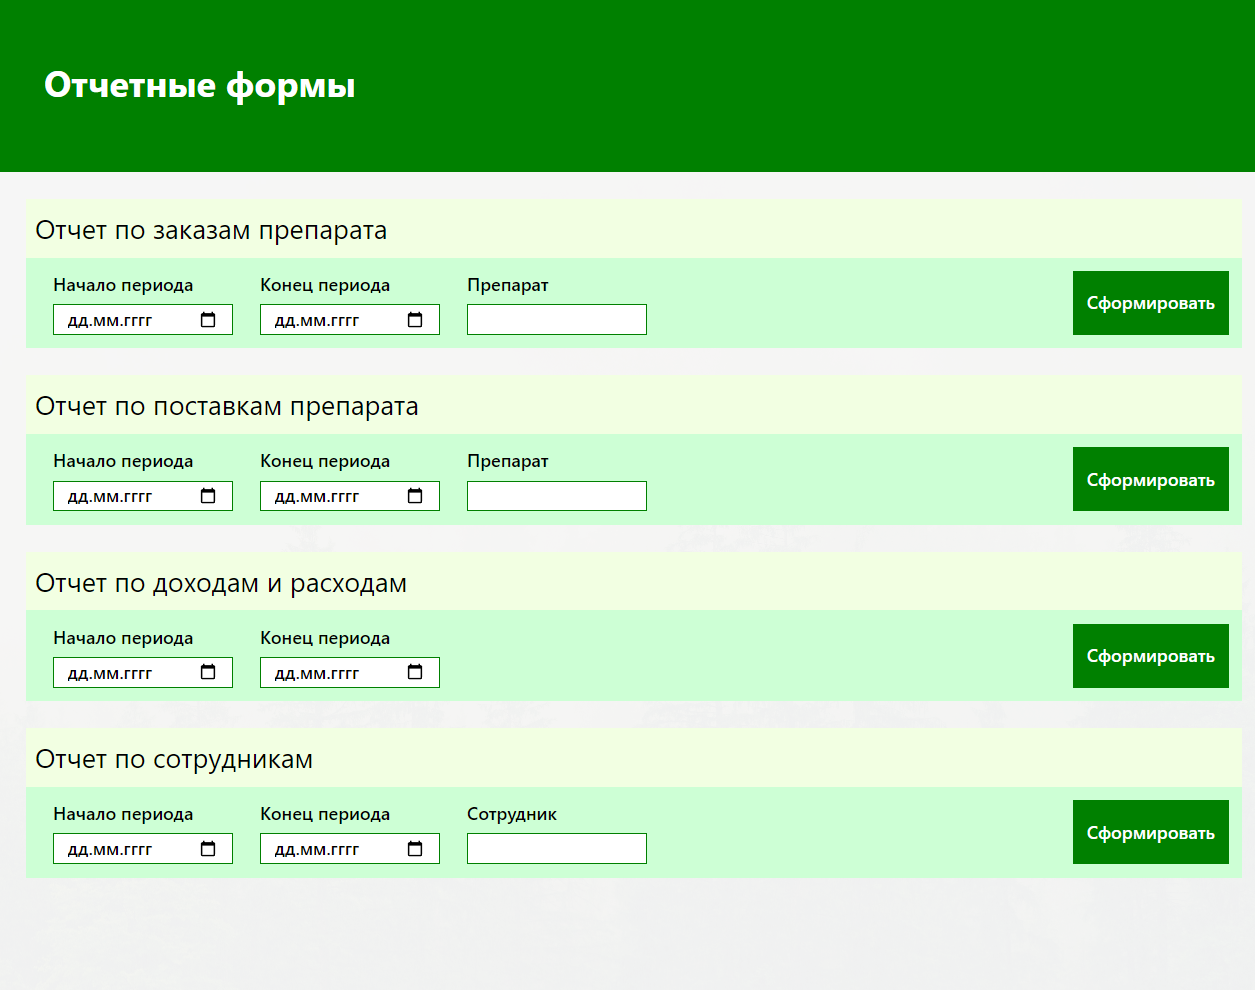 Отчетные формы
Отчет по заказам препарата
Начало периода Конец периода Препарат
дд.мм.гггг дд.мм.гггг Сформировать
Отчет по поставкам препарата
Начало периода Конец периода Препарат
дд.мм.гггг дд.мм.гггг Сформировать
Отчет по доходам и расходам
Начало периода Конец периода
дд.мм.гггг дд.мм.гггг Сформировать
Отчет по сотрудникам
Начало периода Конец периода Сотрудник
дд.мм.гггг дд.мм.гггг Сформировать